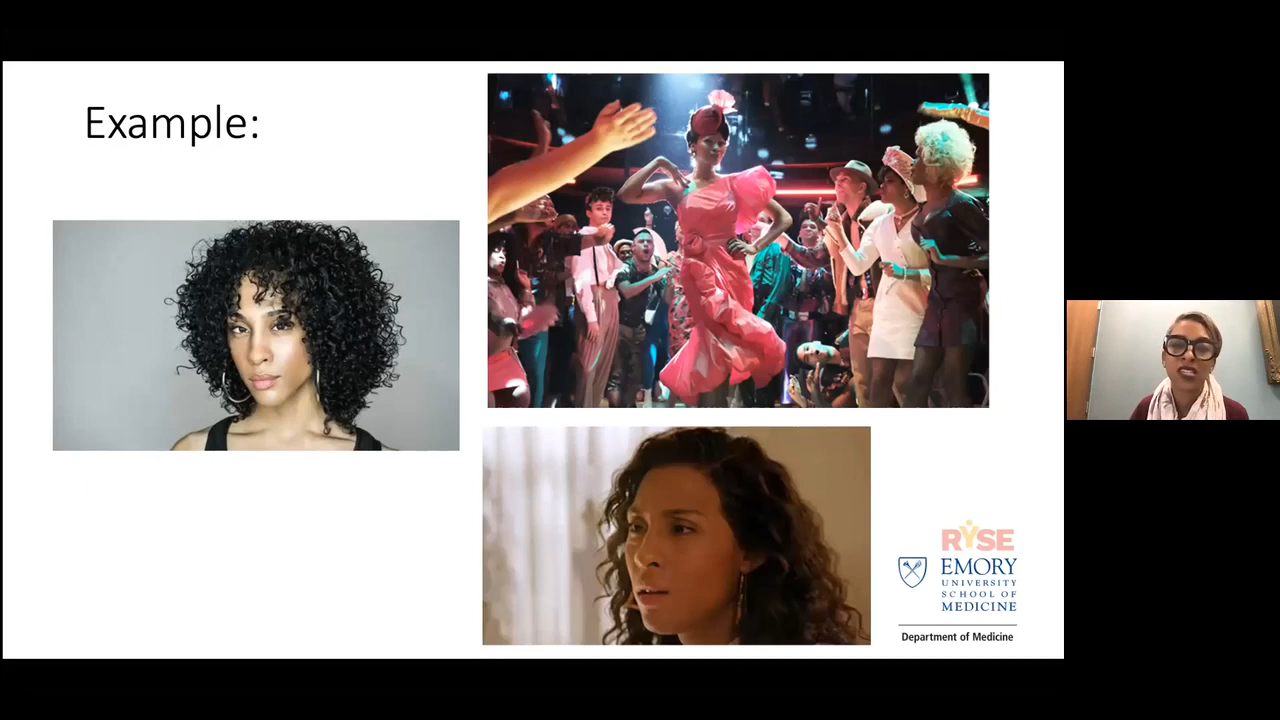 Example:
RYSE
EMORY
UNIVERSITY
SCHOOL OF
MEDICINE
Department of Medicine